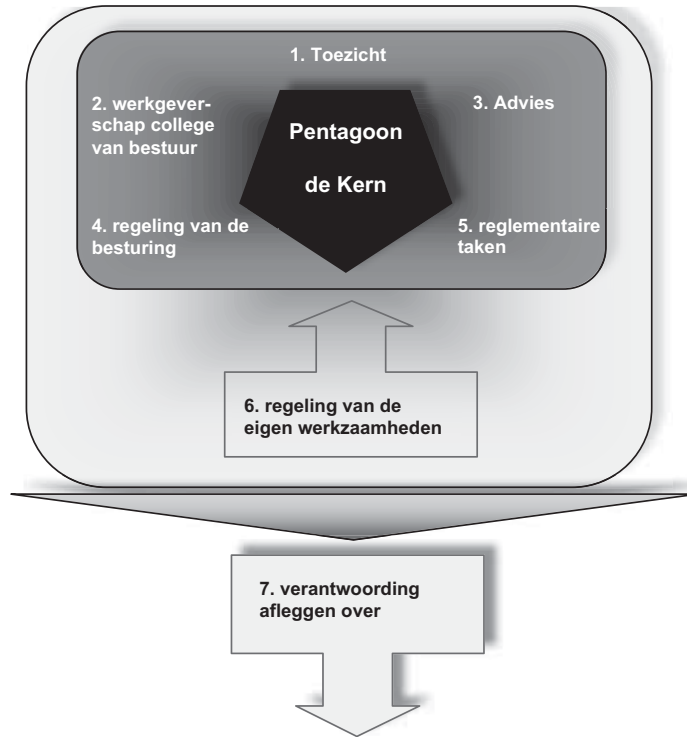 1. Toezicht
2. werkgever-
schap college
van bestuur
3. Advies
Pentagoon
de Kern
4. regeling van de
besturing
5. reglementaire
taken
6. regeling van de
eigen werkzaamheden
7. verantwoording
afleggen over